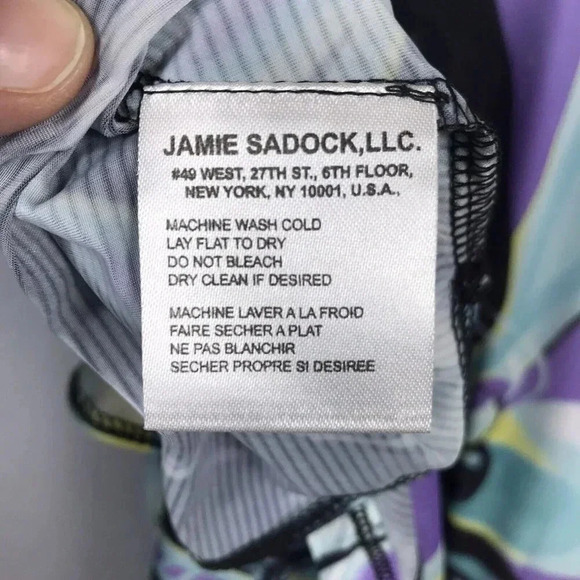 JAMIE SADOCK,LLC.
#49 WEST, 27TH ST., 6TH FLOOR,
NEW YORK, NY 10001, U.S.A.,
MACHINE WASH COLD
LAY FLAT TO DRY
DO NOT BLEACH
DRY CLEAN IF DESIRED
MACHINE LAVER A LA FROID
FAIRE SECHER A PLAT
NE PAS BLANCHIR
SECHER PROPRE SI DESIREE